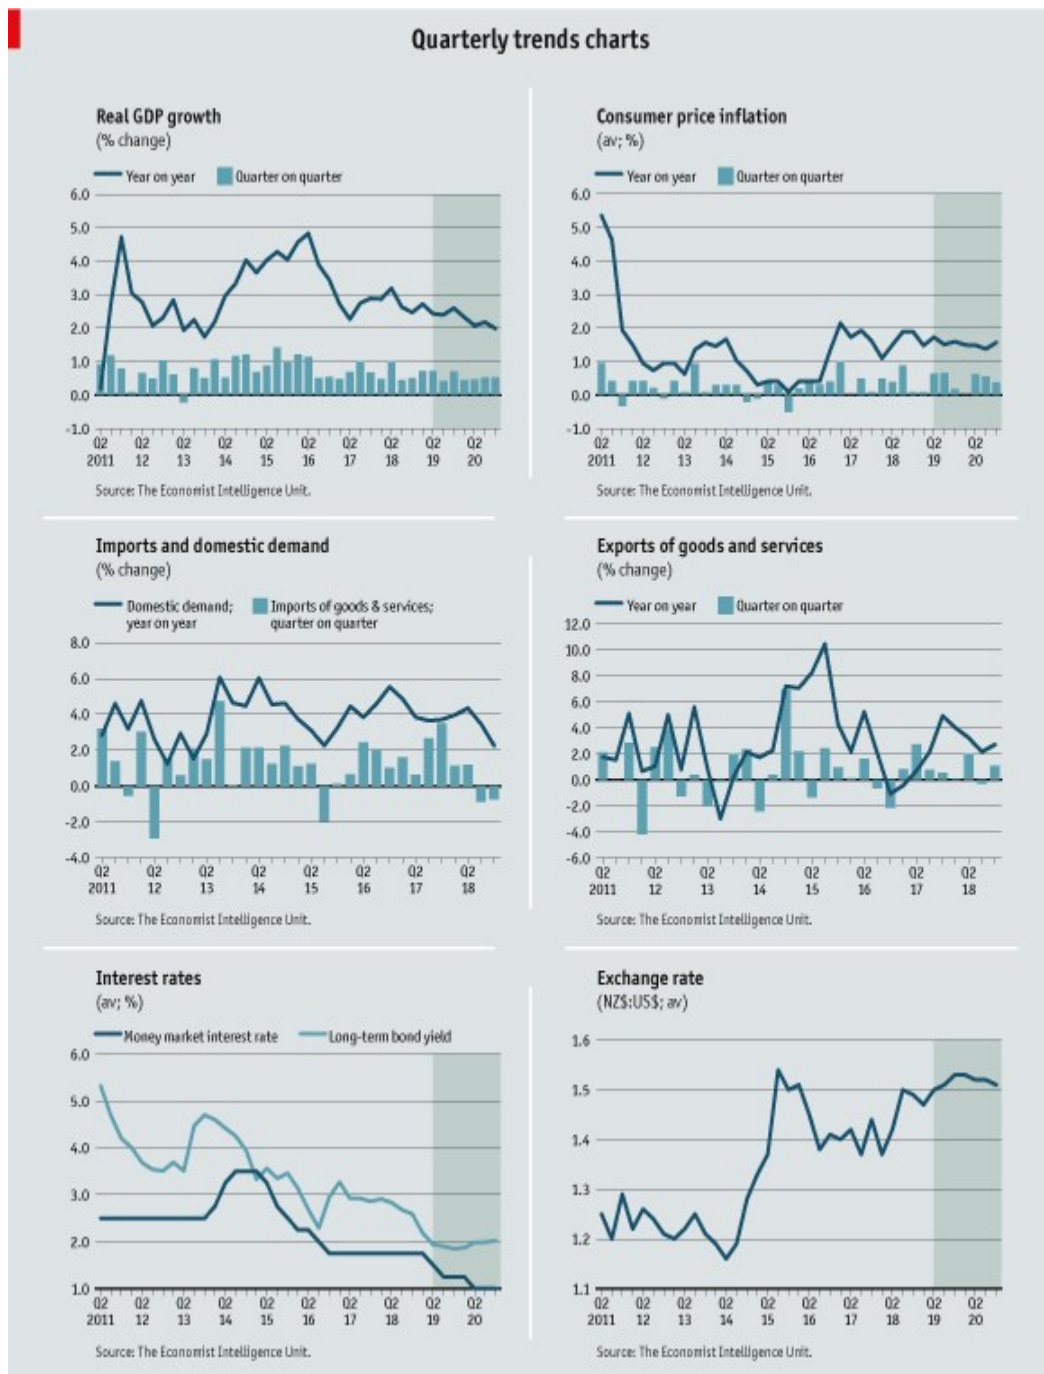 Quarterly trends charts
Real GDP growth
(% change)
Year on year Quarter on quarter
6.0
5.0
4.0
3.0
2.0
1.0
0.0
-1.0
Q2 Q2 Q2 Q2 Q2 Q2 Q2 Q2 Q2 Q2
2011 12 13 14 15 16 17 18 19 20
Source: The Economist Intelligence Unit.
Consumer price inflation
(av; %)
Year on year Quarter on quarter
6.0
5.0
4.0
3.0
2.0
1.0
0.0
-1.0
Q2 Q2 Q2 Q2 Q2 Q2 Q2 Q2 Q2 Q2
2011 12 13 14 15 16 17 18 19 20
Source: The Economist Intelligence Unit.
Imports and domestic demand
(% change)
Domestic demand; Imports of goods & services;
year on year quarter on quarter
8.0
6.0
4.0
2.0
0.0
-2.0
-4.0
Q2 Q2 Q2 Q2 Q2 Q2 Q2 Q2
2011 12 13 14 15 16 17 18
Source: The Economist Intelligence Unit.
Exports of goods and services
(% change)
Year on year Quarter on quarter
12.0
10.0
8.0
6.0
4.0
2.0
0.0
-2.0
-4.0
-6.0
Q2 Q2 Q2 Q2 Q2 Q2 Q2 Q2
2011 12 13 14 15 16 17 18
Source: The Economist Intelligence Unit.
Interest rates
(av; %)
Money market interest rate Long-term bond yield
6.0
5.0
4.0
3.0
2.0
1.0
Q2 Q2 Q2 Q2 Q2 Q2 Q2 Q2 Q2 Q2
2011 12 13 14 15 16 17 18 19 20
Source: The Economist Intelligence Unit.
Exchange rate
(NZ$:US$; av)
1.6
1.5
1.4
1.3
1.2
1.1
Q2 Q2 Q2 Q2 Q2 Q2 Q2 Q2 Q2 Q2
2011 12 13 14 15 16 17 18 19 20
Source: The Economist Intelligence Unit.